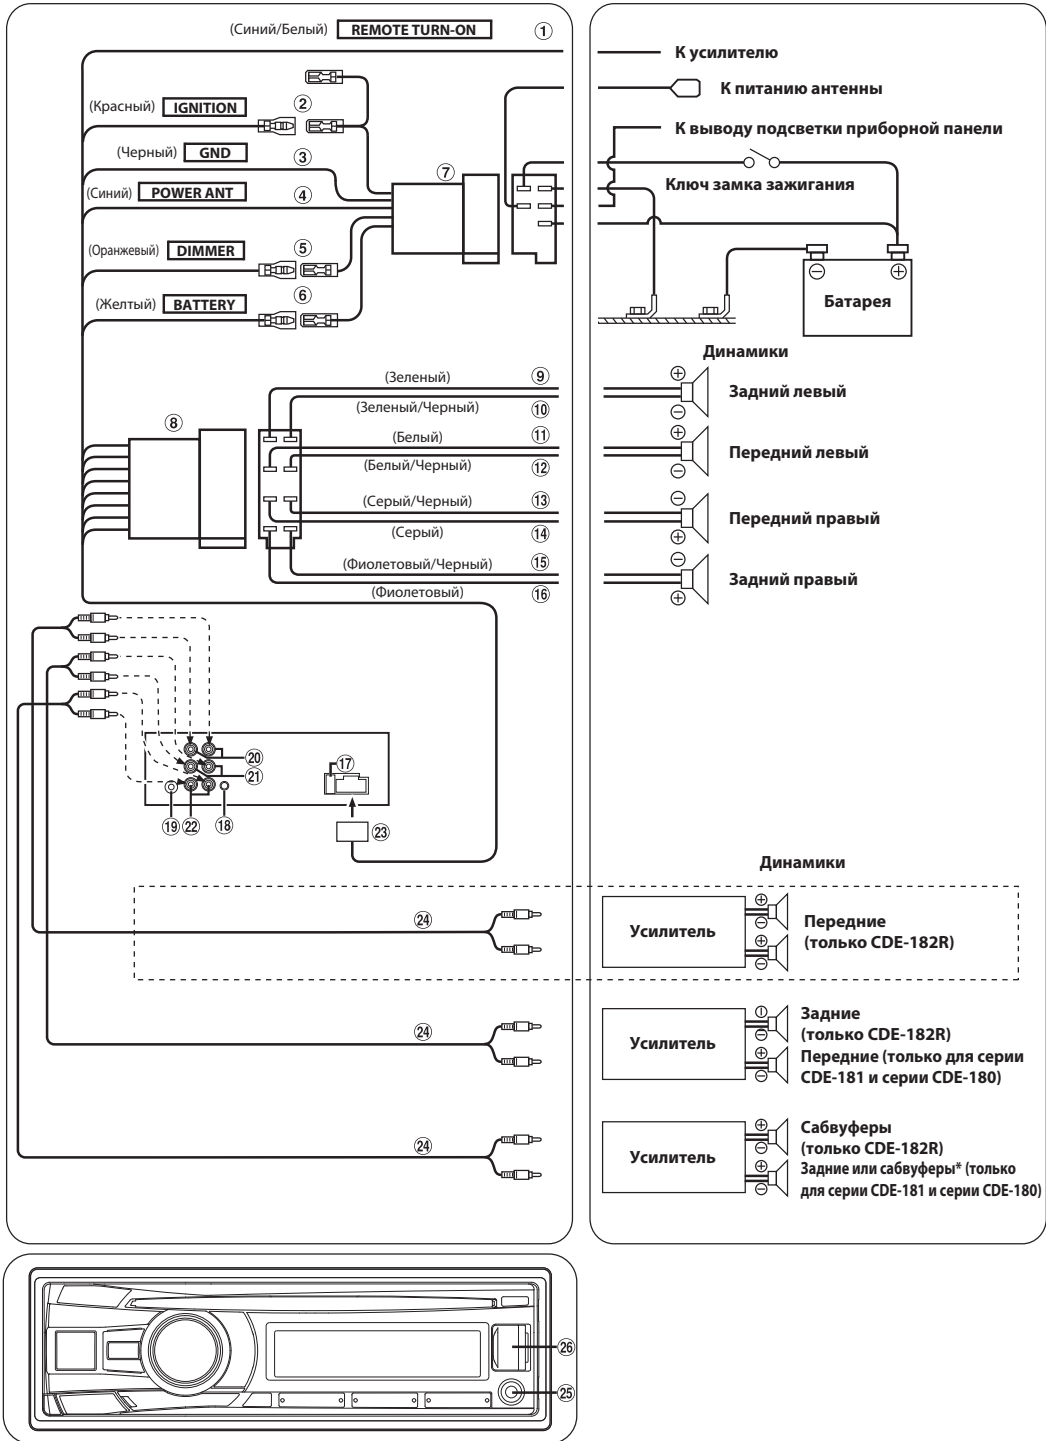 (Синий/Белый) REMOTE TURN-ON ①
К усилителю
К питанию антенны
(Красный) IGNITION ②
К выводу подсветки приборной панели
(Черный) GND ③
⑦
Ключ замка зажигания
(Синий) POWER ANT ④
(Оранжевый) DIMMER ⑤
(Желтый) BATTERY ⑥
⊖ ⊕
Батарея
Динамики
(Зеленый) ⑨
⊕
Задний левый
(Зеленый/Черный) ⑩
⊖
⑧
(Белый) ⑪
⊕
Передний левый
(Белый/Черный) ⑫
⊖
(Серый/Черный) ⑬
⊖
Передний правый
(Серый) ⑭
⊕
(Фиолетовый/Черный) ⑮
⊖
Задний правый
(Фиолетовый) ⑯
⊕
⑳
⑰
㉑
⑲ ㉒ ⑱
㉓
Динамики
㉔
Усилитель
⊕
⊖
⊕
⊖
Передние
(только CDE-182R)
㉔
Усилитель
⊖
⊕
⊖
Задние
(только CDE-182R)
Передние (только для серии
CDE-181 и серии CDE-180)
㉔
Усилитель
⊕
⊖
⊕
⊖
Сабвуферы
(только CDE-182R)
Задние или сабвуферы* (только
для серии CDE-181 и серии CDE-180)
㉖
㉕